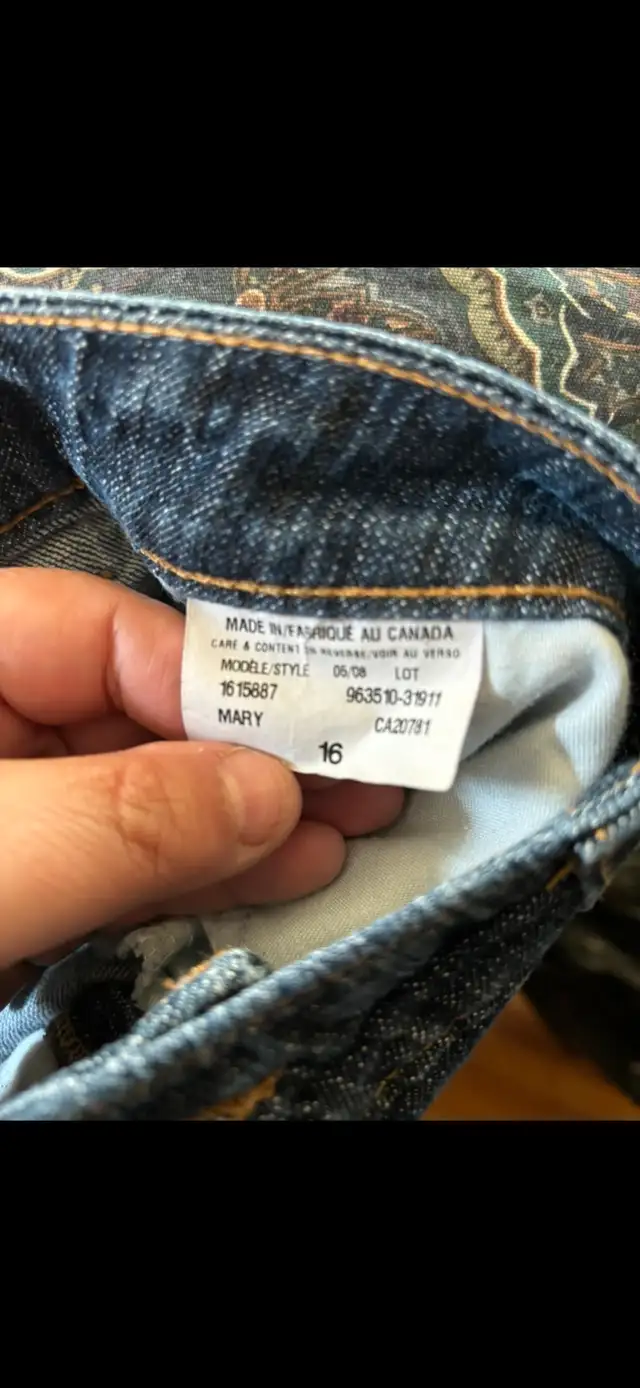 MADE IN/FABRIQUÉ AU CANADA
CARE & CONTENT ON REVERSE/VOIR AU VERSO
MODÈLE/STYLE 05/08 LOT
1615887 963510-31911
MARY CA20781
16